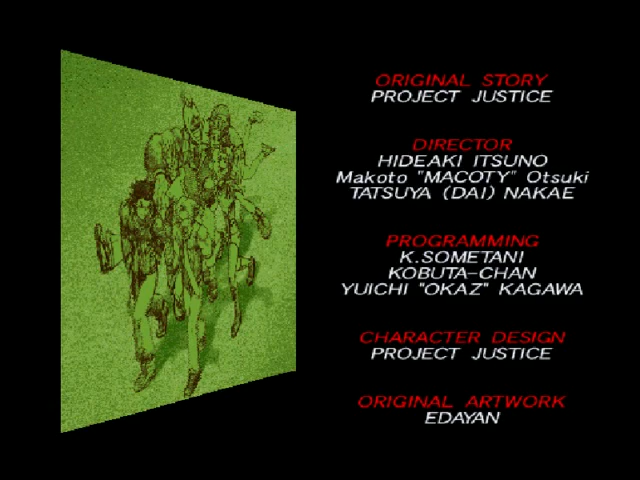 ORIGINAL STORY
PROJECT JUSTICE
DIRECTOR
HIDEAKI ITSUNO
Makoto "MACOTY" Otsuki
TATSUYA (DAI) NAKAE
PROGRAMMING
K.SOMETANI
KOBUTA-CHAN
YUICHI "OKAZ" KAGAWA
CHARACTER DESIGN
PROJECT JUSTICE
ORIGINAL ARTWORK
EDAYAN